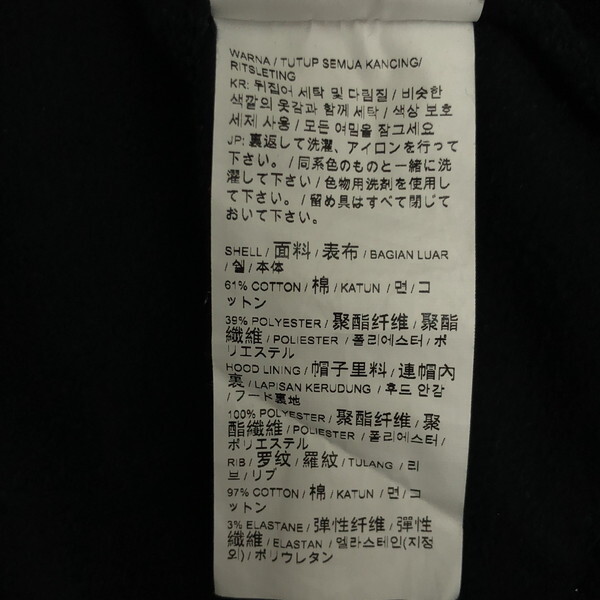 WARNA / TUTUP SEMUA KANCING/
RITSLETING
KR: 뒤집어 세탁 및 다림질 / 비슷한
색깔의 옷감과 함께 세탁 / 색상 보호
세제 사용 / 모든 여밈을 잠그세요
JP: 裏返して洗濯、アイロンを行って
下さい。 / 同系色のものと一緒に洗
濯して下さい / 色物用洗剤を使用し
て下さい。 / 留め具はすべて閉じて
おいて下さい。
SHELL / 面料 / 表布 / BAGIAN LUAR
/ 쉘 / 本体
61% COTTON / 棉 / KATUN / 면 / コ
ットン
39% POLYESTER / 聚酯纤维 / 聚酯
纖維 / POLIESTER / 폴리에스터 / ポ
リエステル
HOOD LINING / 帽子里料 / 連帽內
裏 / LAPISAN KERUDUNG / 후드 안감
/ フード裏地
100% POLYESTER / 聚酯纤维 / 聚
酯纖維 / POLIESTER / 폴리에스터 /
ポリエステル
RIB / 罗纹 / 羅紋 / TULANG / 리
브 / リブ
97% COTTON / 棉 / KATUN / 면 / コ
ットン
3% ELASTANE / 弹性纤维 / 彈性
纖維 / ELASTAN / 엘라스테인(지정
외) / ポリウレタン